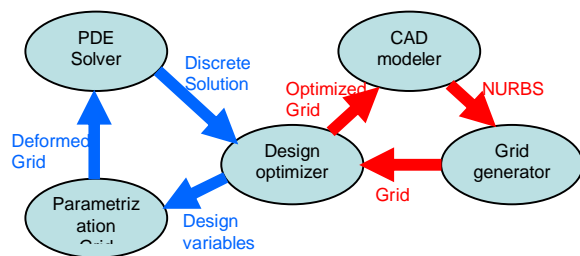 PDE
Solver
Discrete
Solution
CAD
modeler
Optimized
Grid
NURBS
Deformed
Grid
Design
optimizer
Grid
generator
Grid
Parametriz
ation
Grid
Design
variables